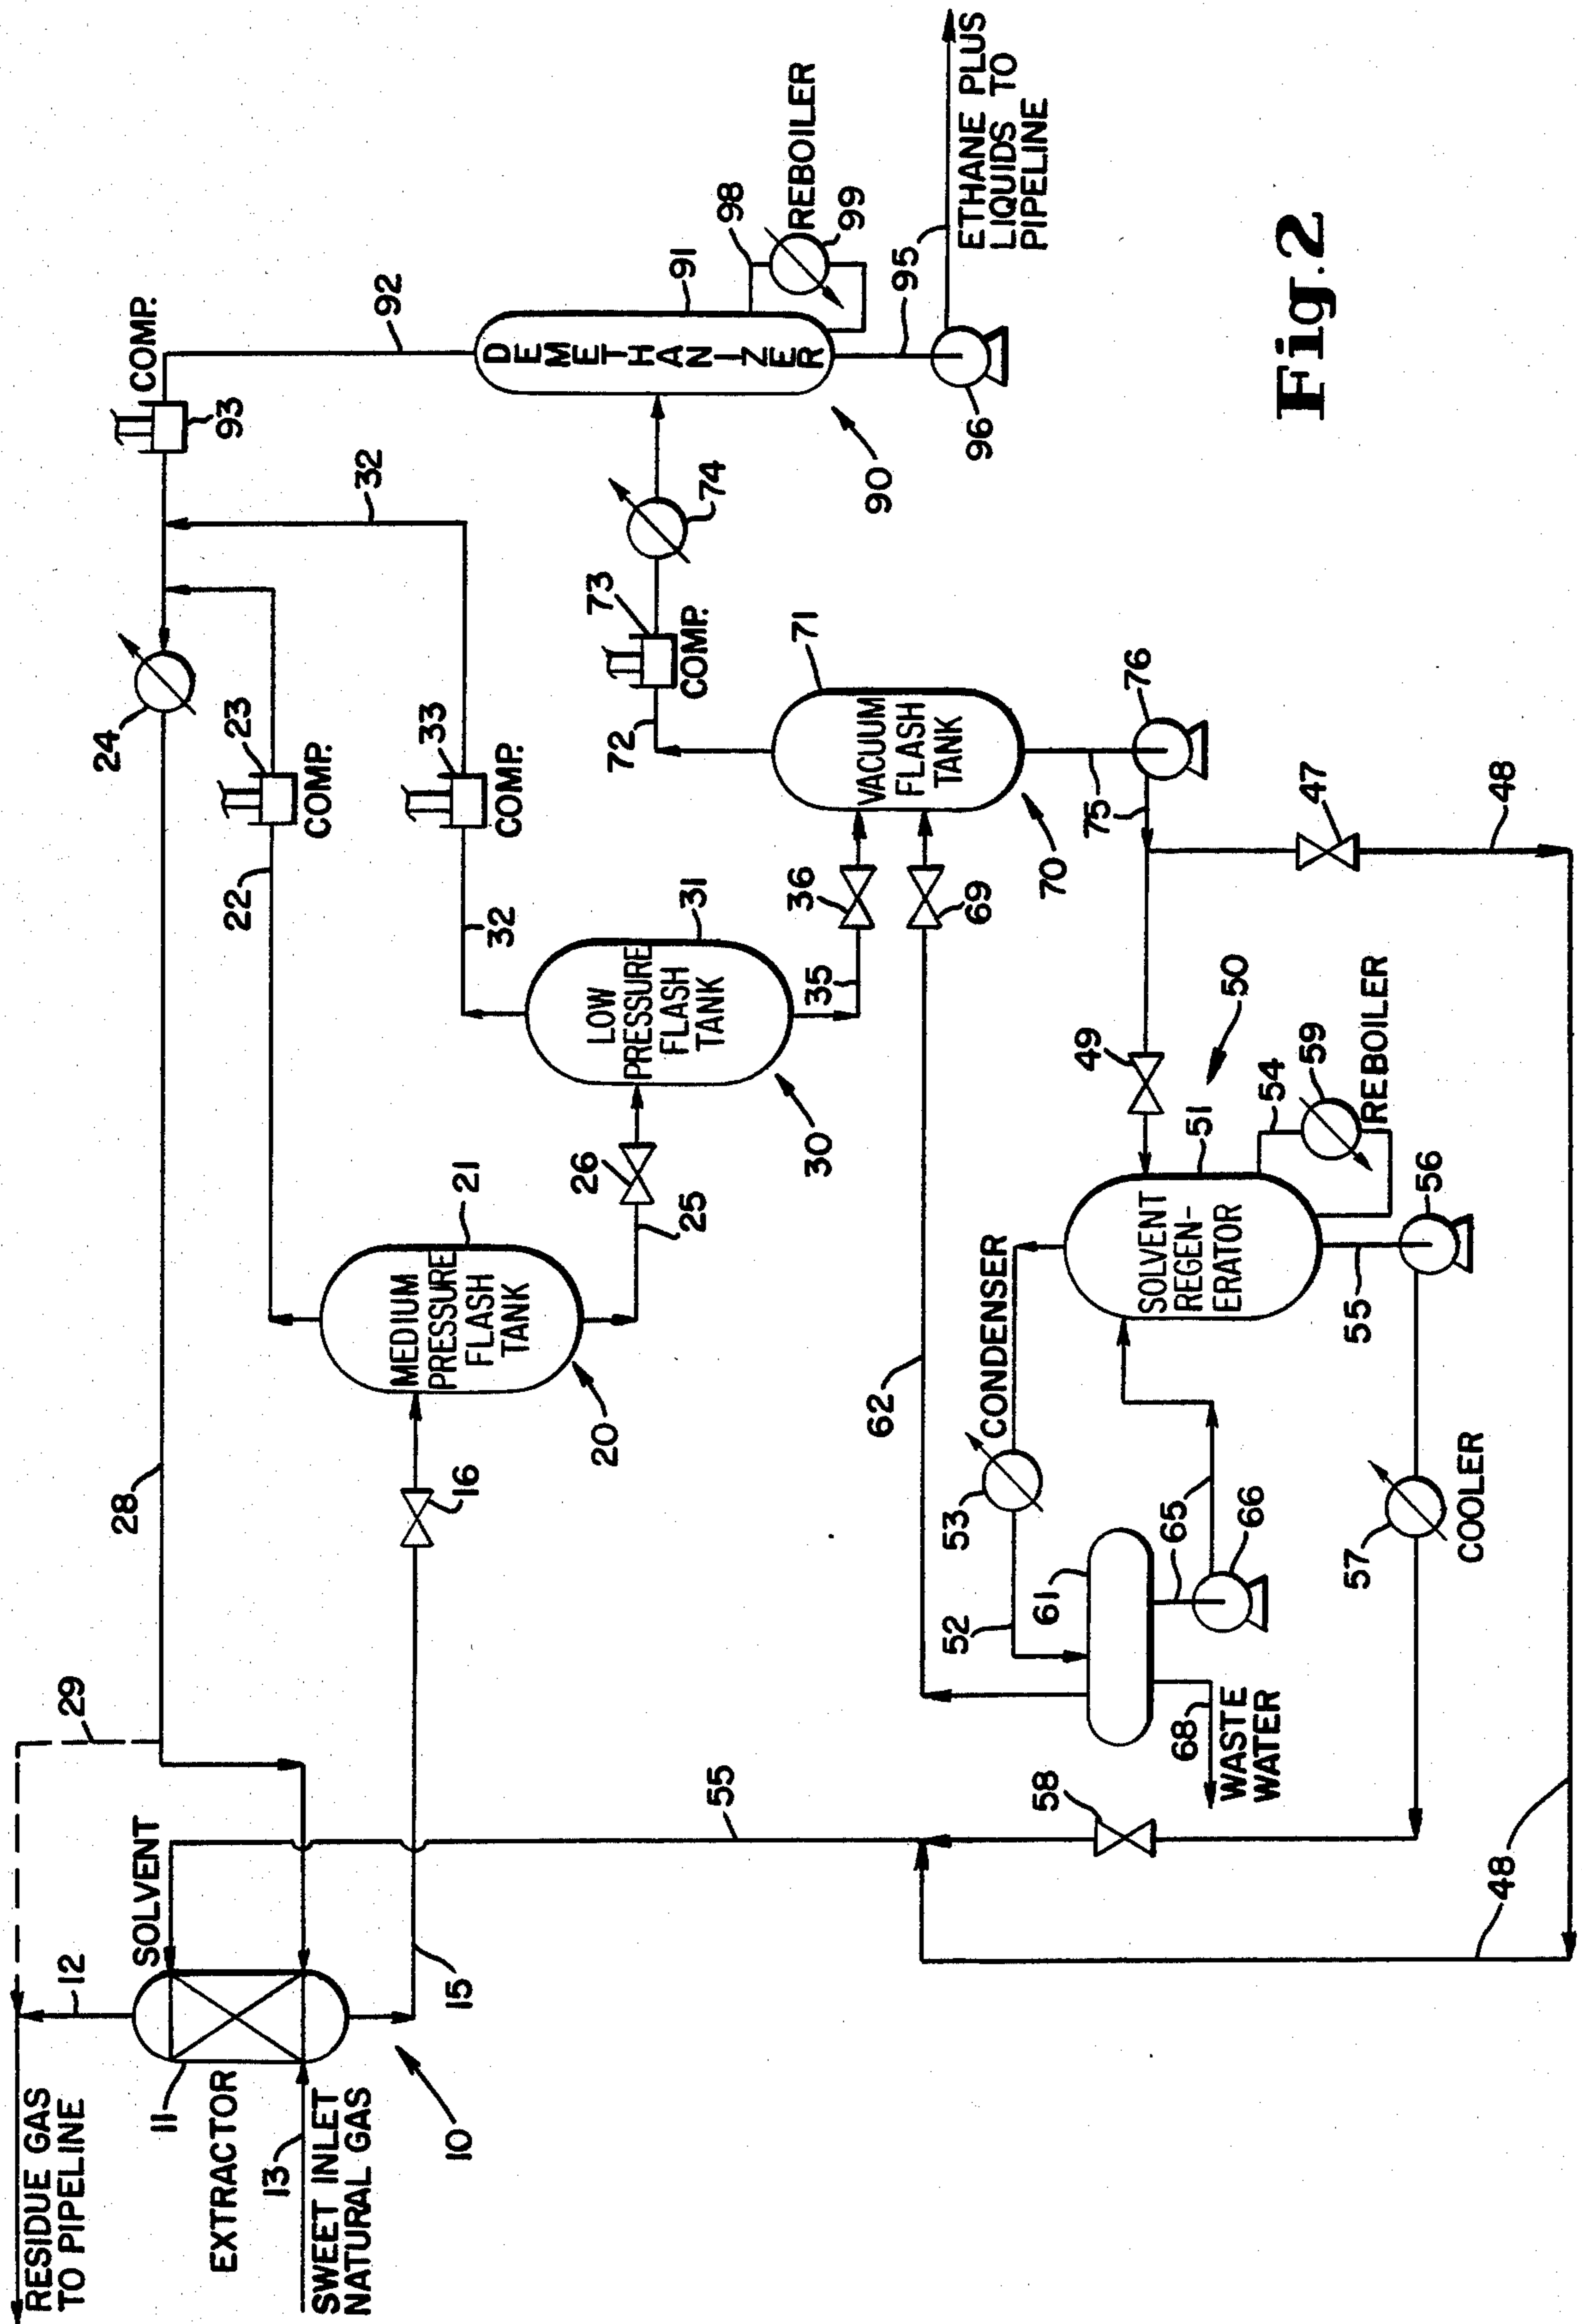 RESIDUE GAS
TO PIPELINE
12
29
28
SOLVENT
11
EXTRACTOR
13
SWEET INLET
NATURAL GAS
10
15
16
MEDIUM
PRESSURE
FLASH
TANK
21
20
22
23
COMP.
24
25
26
LOW
PRESSURE
FLASH
TANK
31
30
32
33
COMP.
32
COMP.
93
92
35
36
69
VACUUM
FLASH
TANK
71
70
72
73
COMP.
74
75
75
76
DEMETHANIZER
91
90
98
REBOILER
99
95
96
ETHANE PLUS
LIQUIDS TO
PIPELINE
47
48
49
50
SOLVENT
REGEN-
ERATOR
51
54
59
REBOILER
55
56
CONDENSER
53
52
61
62
65
66
68
WASTE
WATER
57
COOLER
58
55
48
Fig.2